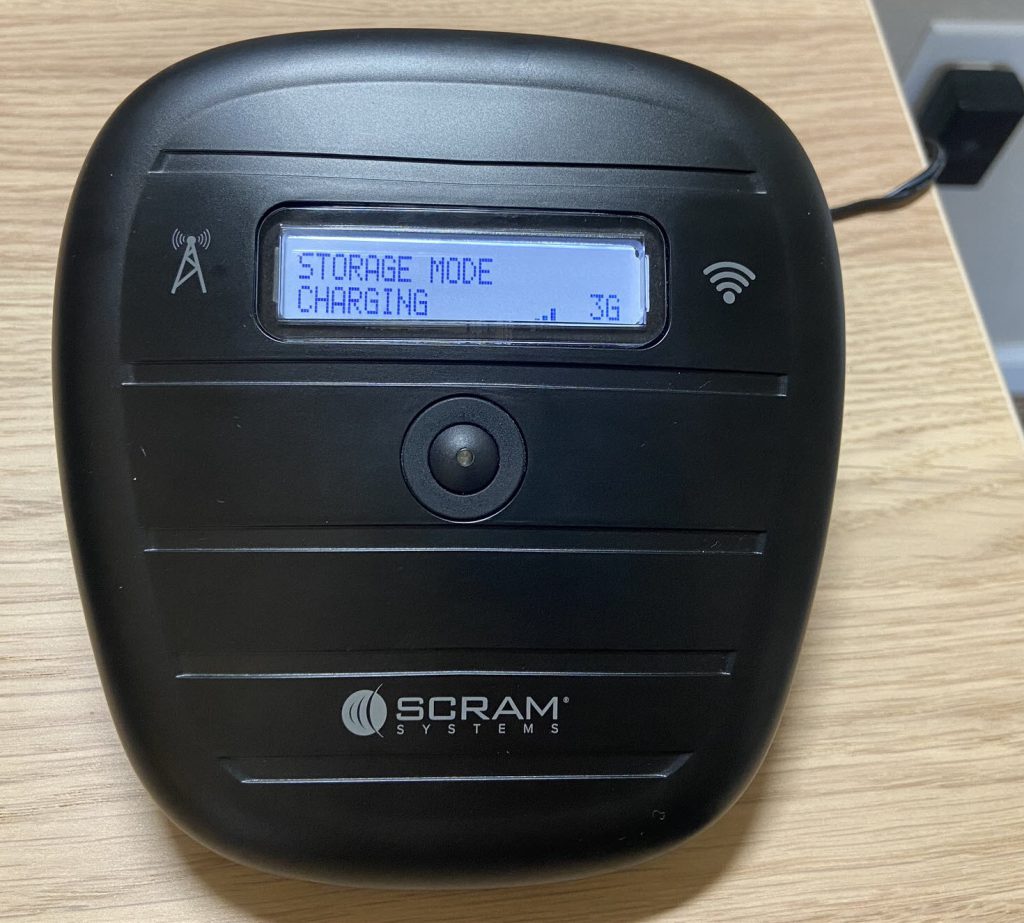 STORAGE MODE
CHARGING 3G
SCRAM®
SYSTEMS